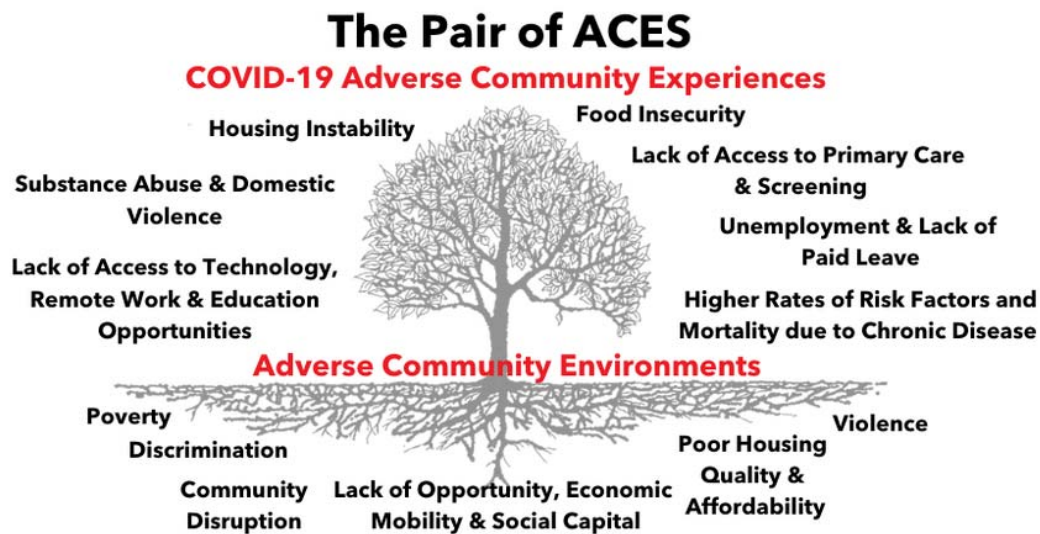 The Pair of ACES
COVID-19 Adverse Community Experiences
Housing Instability
Food Insecurity
Substance Abuse & Domestic
Violence
Lack of Access to Primary Care
& Screening
Lack of Access to Technology,
Remote Work & Education
Opportunities
Unemployment & Lack of
Paid Leave
Higher Rates of Risk Factors and
Mortality due to Chronic Disease
Adverse Community Environments
Poverty
Discrimination
Community
Disruption
Lack of Opportunity, Economic
Mobility & Social Capital
Poor Housing
Quality &
Affordability
Violence